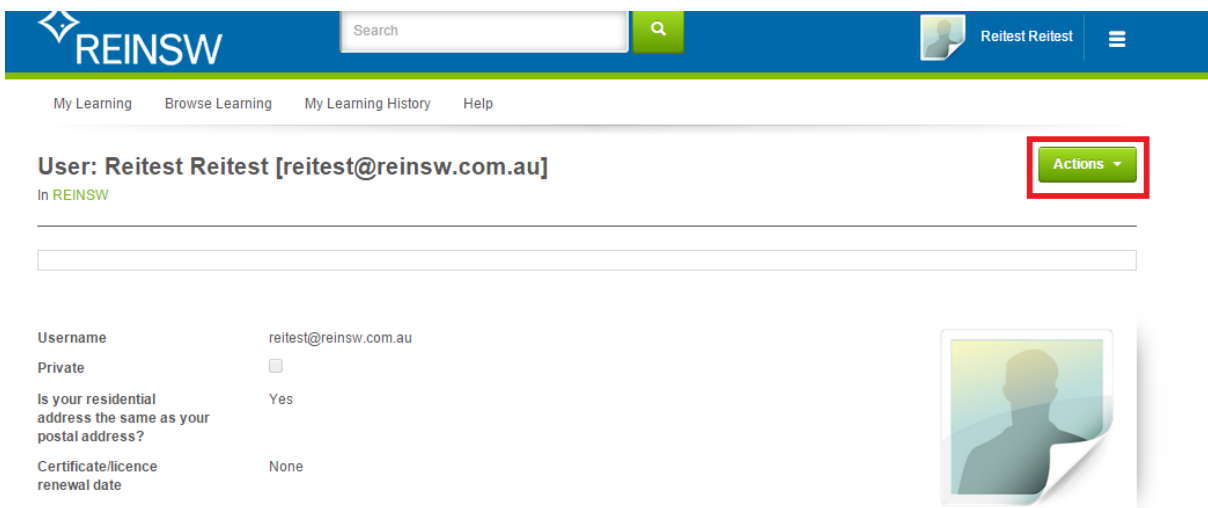 REINSW
Search
Reitest Reitest
My Learning Browse Learning My Learning History Help
User: Reitest Reitest [reitest@reinsw.com.au]
Actions
In REINSW
Username reitest@reinsw.com.au
Private
Is your residential Yes
address the same as your
postal address?
Certificate/licence None
renewal date